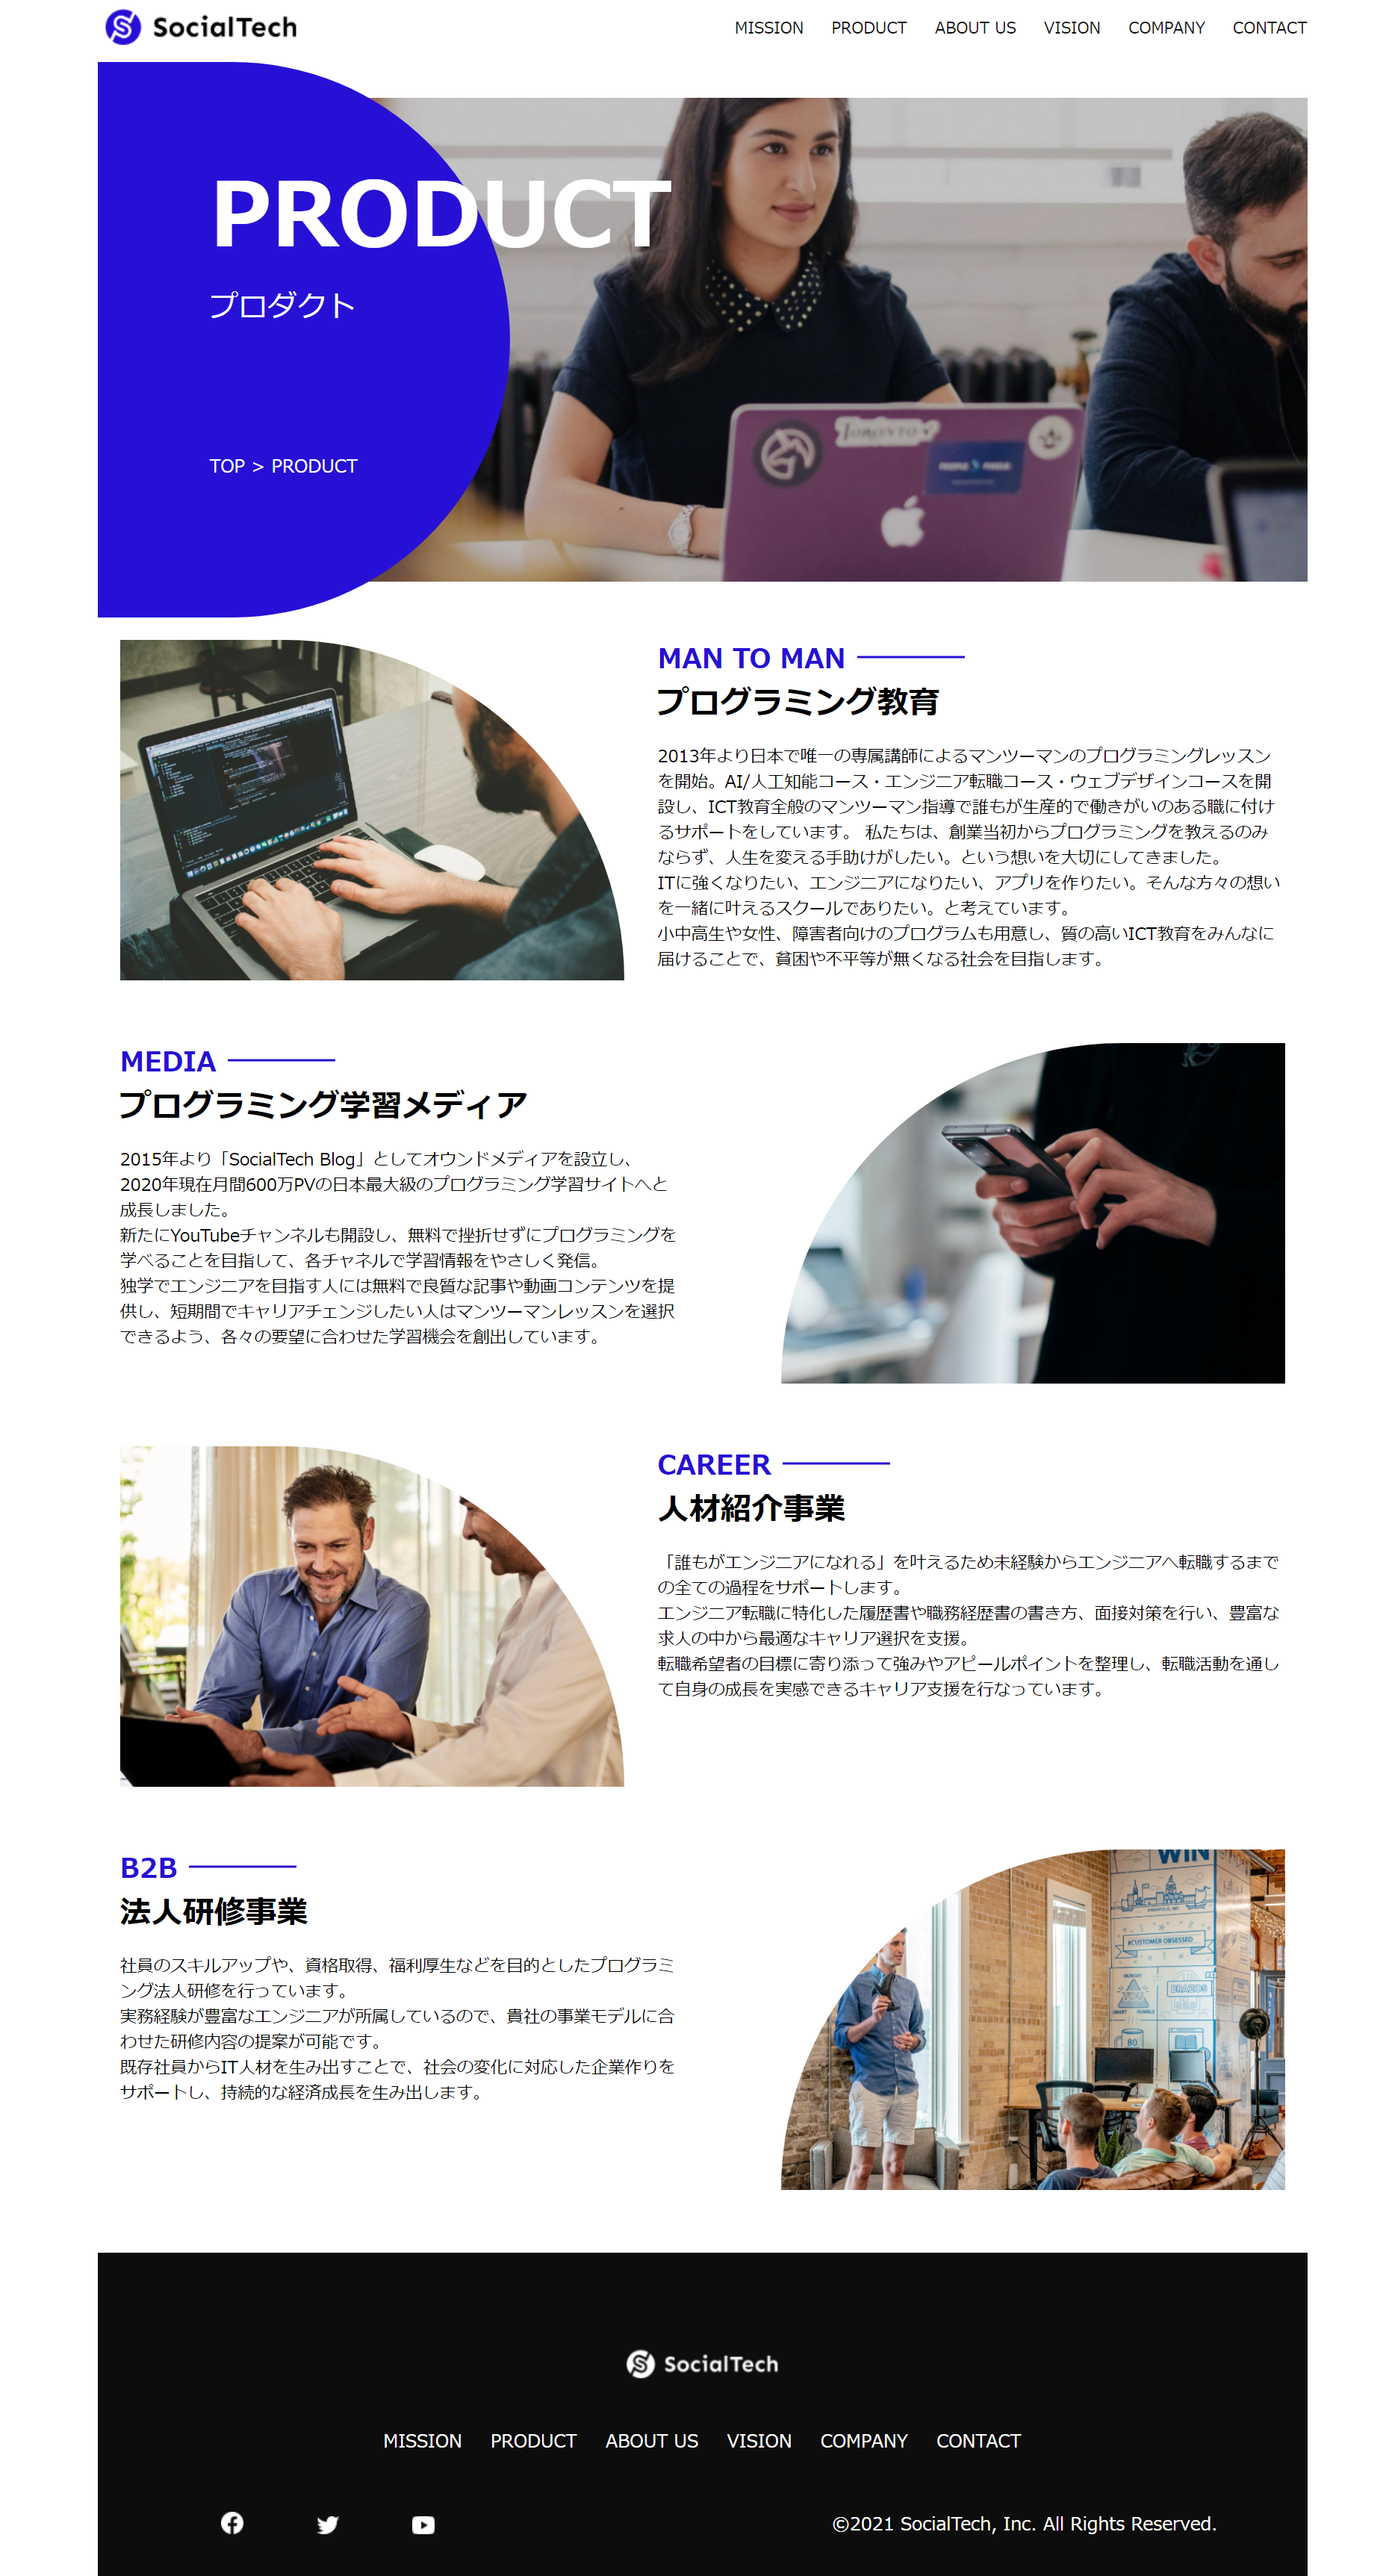 SocialTech
MISSION PRODUCT ABOUT US VISION COMPANY CONTACT
PRODUCT
プロダクト
TOP > PRODUCT
TORONTO
MAN TO MAN
プログラミング教育
2013年より日本で唯一の専属講師によるマンツーマンのプログラミングレッスン
を開始。AI/人工知能コース・エンジニア転職コース・ウェブデザインコースを開
設し、ICT教育全般のマンツーマン指導で誰もが生産的で働きがいのある職に付け
るサポートをしています。 私たちは、創業当初からプログラミングを教えるのみ
ならず、人生を変える手助けがしたい。という想いを大切にしてきました。
ITに強くなりたい、エンジニアになりたい、アプリを作りたい。そんな方々の想い
を一緒に叶えるスクールでありたい。と考えています。
小中高生や女性、障害者向けのプログラムも用意し、質の高いICT教育をみんなに
届けることで、貧困や不平等が無くなる社会を目指します。
MEDIA
プログラミング学習メディア
2015年より「SocialTech Blog」としてオウンドメディアを設立し、
2020年現在月間600万PVの日本最大級のプログラミング学習サイトへと
成長しました。
新たにYouTubeチャンネルも開設し、無料で挫折せずにプログラミングを
学べることを目指して、各チャネルで学習情報をやさしく発信。
独学でエンジニアを目指す人には無料で良質な記事や動画コンテンツを提
供し、短期間でキャリアチェンジしたい人はマンツーマンレッスンを選択
できるよう、各々の要望に合わせた学習機会を創出しています。
CAREER
人材紹介事業
「誰もがエンジニアになれる」を叶えるため未経験からエンジニアへ転職するまで
の全ての過程をサポートします。
エンジニア転職に特化した履歴書や職務経歴書の書き方、面接対策を行い、豊富な
求人の中から最適なキャリア選択を支援。
転職希望者の目標に寄り添って強みやアピールポイントを整理し、転職活動を通し
て自身の成長を実感できるキャリア支援を行なっています。
B2B
法人研修事業
社員のスキルアップや、資格取得、福利厚生などを目的としたプログラミ
ング法人研修を行っています。
実務経験が豊富なエンジニアが所属しているので、貴社の事業モデルに合
わせた研修内容の提案が可能です。
既存社員からIT人材を生み出すことで、社会の変化に対応した企業作りを
サポートし、持続的な経済成長を生み出します。
WIN
#CUSTOMER OBSESSED
HUNGRY
BRAZOS
SMART HUMBLE
80
SocialTech
MISSION PRODUCT ABOUT US VISION COMPANY CONTACT
©2021 SocialTech, Inc. All Rights Reserved.